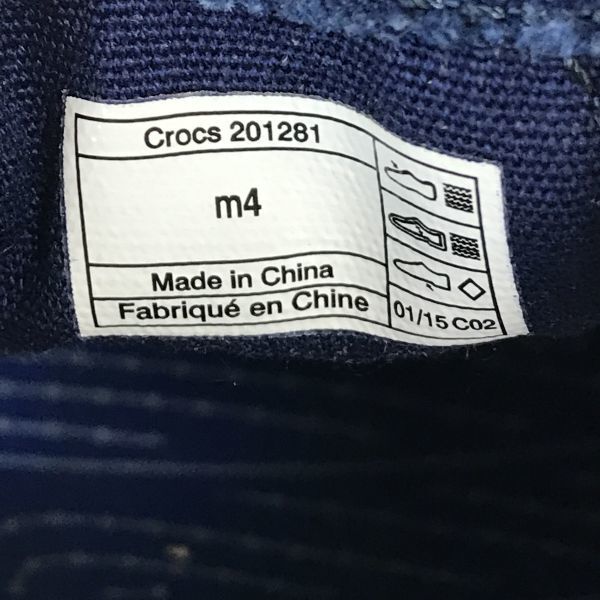 Crocs 201281
m4
Made in China
Fabriqué en Chine
01/15 C02